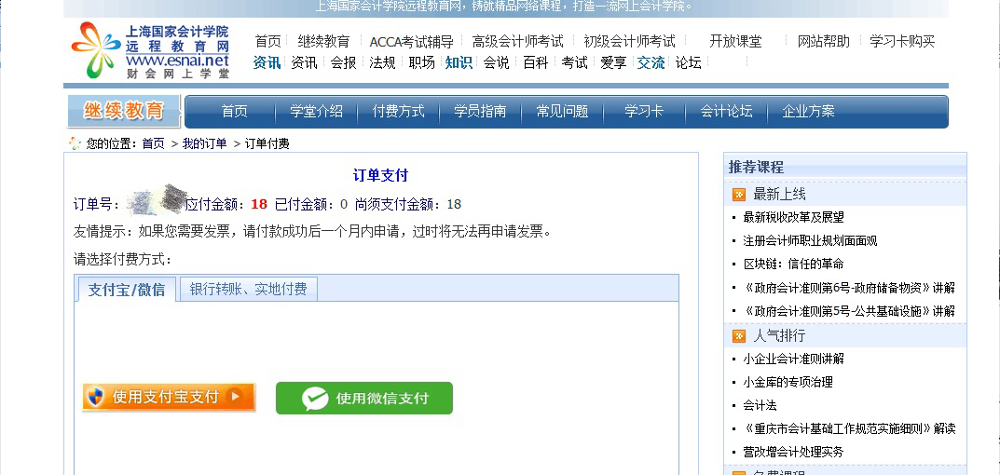 上海国家会计学院远程教育网，铸就精品网络课程，打造一流网上会计学院。
上海国家会计学院
远程教育网
www.esnai.net
财会网上学堂
首页 继续教育 ACCA考试辅导 高级会计师考试 初级会计师考试 开放课堂 网站帮助 学习卡购买
资讯 资讯 会报 法规 职场 知识 会说 百科 考试 爱享 交流 论坛
继续教育 首页 学堂介绍 付费方式 学员指南 常见问题 学习卡 会计论坛 企业方案
您的位置：首页 > 我的订单 > 订单付费
订单支付
订单号： 应付金额：18 已付金额：0 尚须支付金额：18
友情提示：如果您需要发票，请付款成功后一个月内申请，过时将无法再申请发票。
请选择付费方式：
支付宝/微信 银行转账、实地付费
使用支付宝支付 使用微信支付
推荐课程
最新上线
最新税收改革及展望
注册会计师职业规划面面观
区块链：信任的革命
《政府会计准则第6号-政府储备物资》讲解
《政府会计准则第5号-公共基础设施》讲解
人气排行
小企业会计准则讲解
小金库的专项治理
会计法
《重庆市会计基础工作规范实施细则》解读
营改增会计处理实务